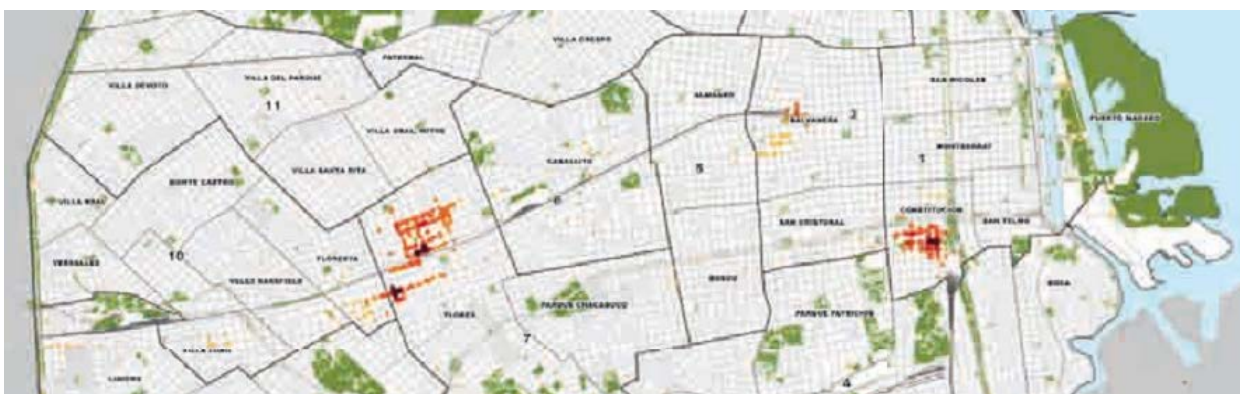 VILLA CRESPO
PATERNAL
VILLA DEVOTO
VILLA DEL PARQUE
SAN NICOLAS
11
ALMAGRO
PUERTO MADERO
BALVANERA
3
VILLA GRAL MITRE
MONTSERRAT
CABALLITO
1
5
VILLA SANTA RITA
MONTE CASTRO
6
VILLA REAL
CONSTITUCION
SAN CRISTOBAL
SAN TELMO
10
FLORESTA
VERSALLES
VELEZ SARSFIELD
BOEDO
BOCA
PARQUE CHACABUCO
FLORES
PARQUE PATRICIOS
7
VILLA LURO
LINIERS
4